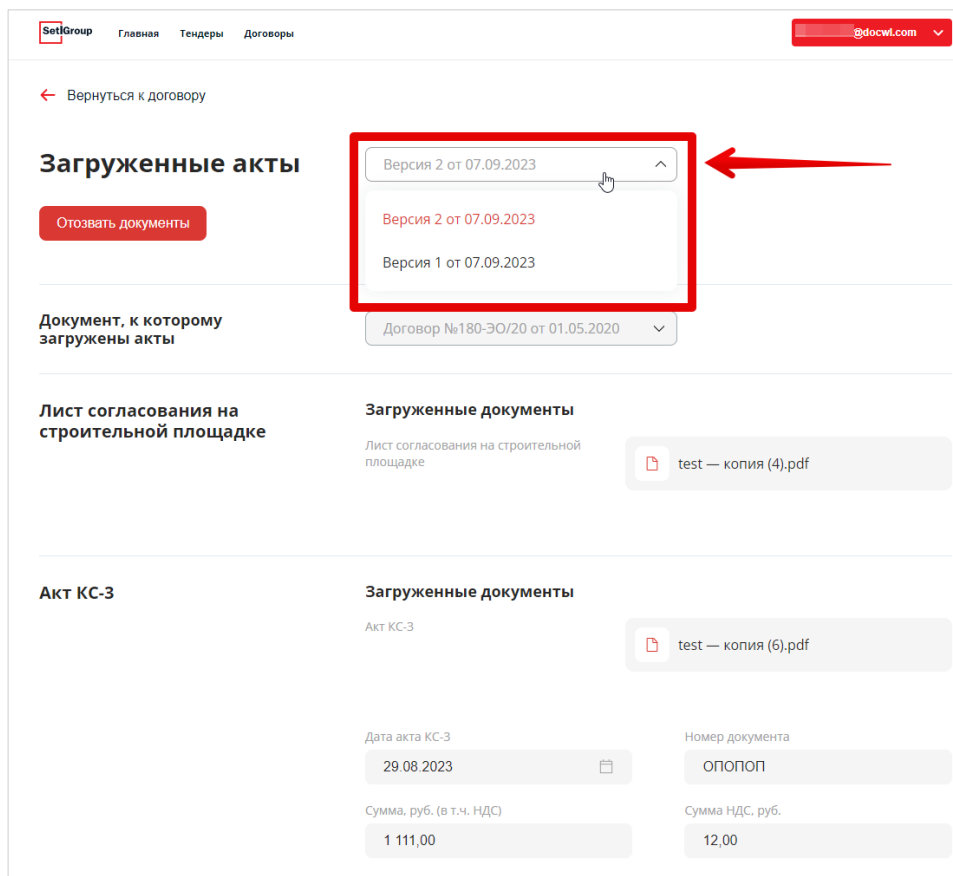 SetlGroup
Главная Тендеры Договоры
@docwl.com
Вернуться к договору
Загруженные акты
Версия 2 от 07.09.2023
Отозвать документы
Версия 2 от 07.09.2023
Версия 1 от 07.09.2023
Документ, к которому
загружены акты
Договор №180-ЭО/20 от 01.05.2020
Лист согласования на
строительной площадке
Загруженные документы
Лист согласования на строительной
площадке
test — копия (4).pdf
Акт КС-3
Загруженные документы
Акт КС-3
test — копия (6).pdf
Дата акта КС-3
Номер документа
29.08.2023
ОПОПОП
Сумма, руб. (в т.ч. НДС)
Сумма НДС, руб.
1 111,00
12,00